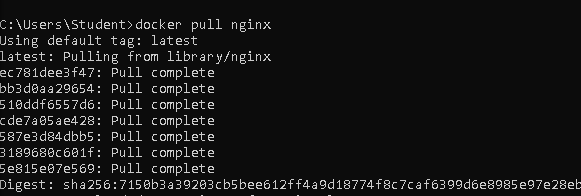 C:\Users\Student>docker pull nginx
Using default tag: latest
latest: Pulling from library/nginx
ec781dee3f47: Pull complete
bb3d0aa29654: Pull complete
510ddf6557d6: Pull complete
cde7a05ae428: Pull complete
587e3d84dbb5: Pull complete
3189680c601f: Pull complete
5e815e07e569: Pull complete
Digest: sha256:7150b3a39203cb5bee612ff4a9d18774f8c7caf6399d6e8985e97e28eb